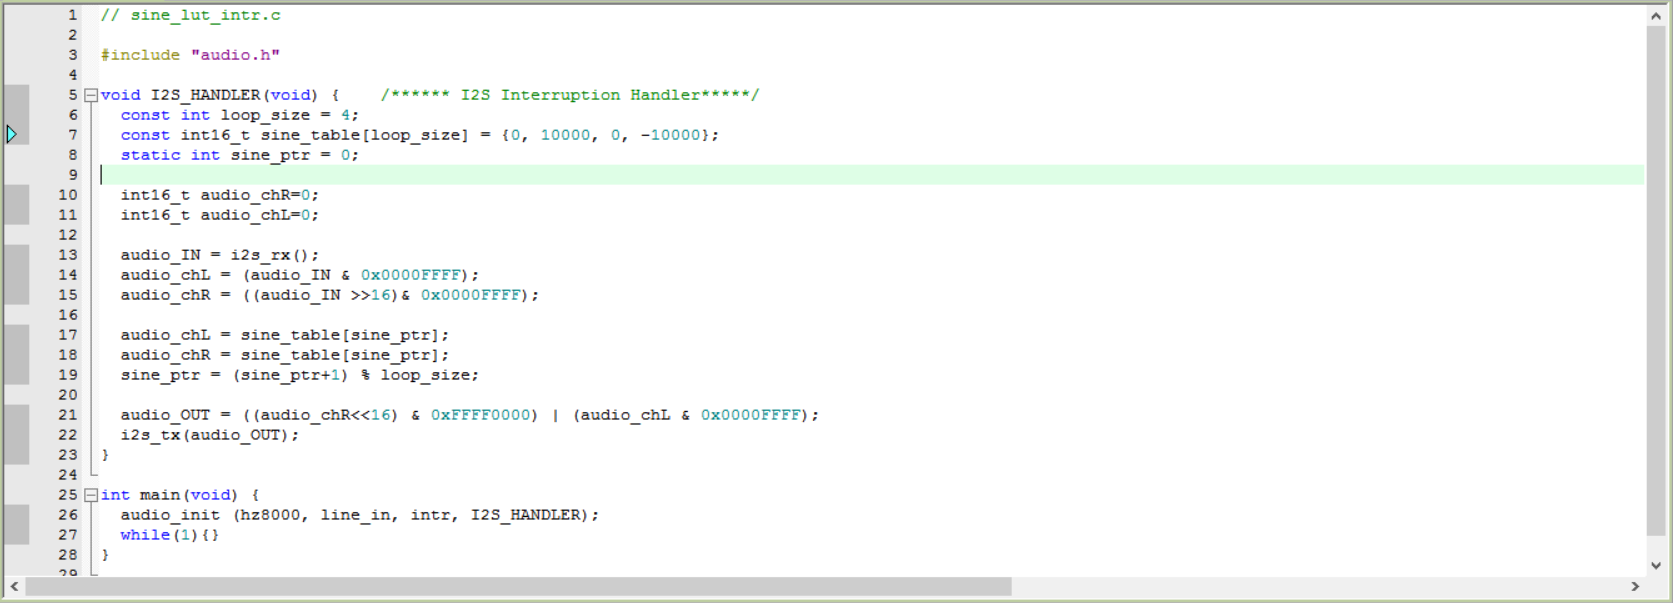 1 // sine_lut_intr.c
2
3 #include "audio.h"
4
5 void I2S_HANDLER(void) {    /****** I2S Interruption Handler*****/
6   const int loop_size = 4;
7   const int16_t sine_table[loop_size] = {0, 10000, 0, -10000};
8   static int sine_ptr = 0;
9
10   int16_t audio_chR=0;
11   int16_t audio_chL=0;
12
13   audio_IN = i2s_rx();
14   audio_chL = (audio_IN & 0x0000FFFF);
15   audio_chR = ((audio_IN >>16)& 0x0000FFFF);
16
17   audio_chL = sine_table[sine_ptr];
18   audio_chR = sine_table[sine_ptr];
19   sine_ptr = (sine_ptr+1) % loop_size;
20
21   audio_OUT = ((audio_chR<<16) & 0xFFFF0000) | (audio_chL & 0x0000FFFF);
22   i2s_tx(audio_OUT);
23 }
24
25 int main(void) {
26   audio_init (hz8000, line_in, intr, I2S_HANDLER);
27   while(1){}
28 }
29